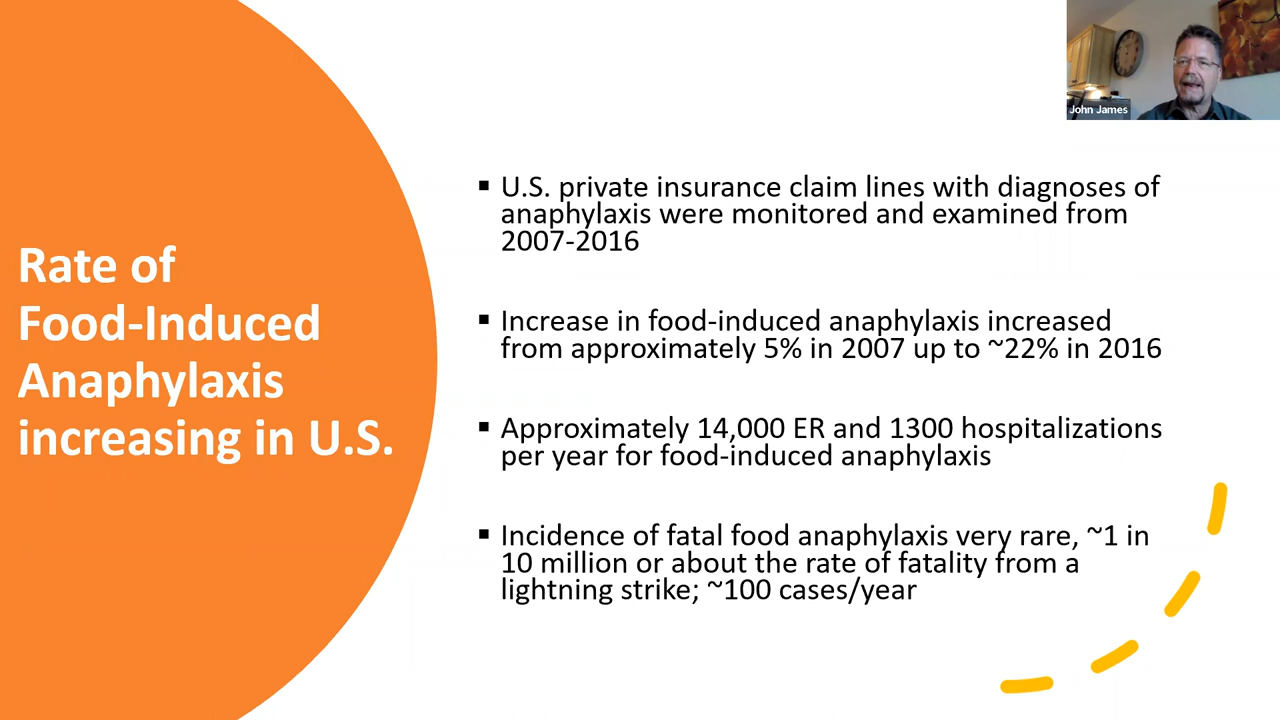 Rate of
Food-Induced
Anaphylaxis
increasing in U.S.
▪ U.S. private insurance claim lines with diagnoses of
anaphylaxis were monitored and examined from
2007-2016
▪ Increase in food-induced anaphylaxis increased
from approximately 5% in 2007 up to ~22% in 2016
▪ Approximately 14,000 ER and 1300 hospitalizations
per year for food-induced anaphylaxis
▪ Incidence of fatal food anaphylaxis very rare, ~1 in
10 million or about the rate of fatality from a
lightning strike; ~100 cases/year
John James